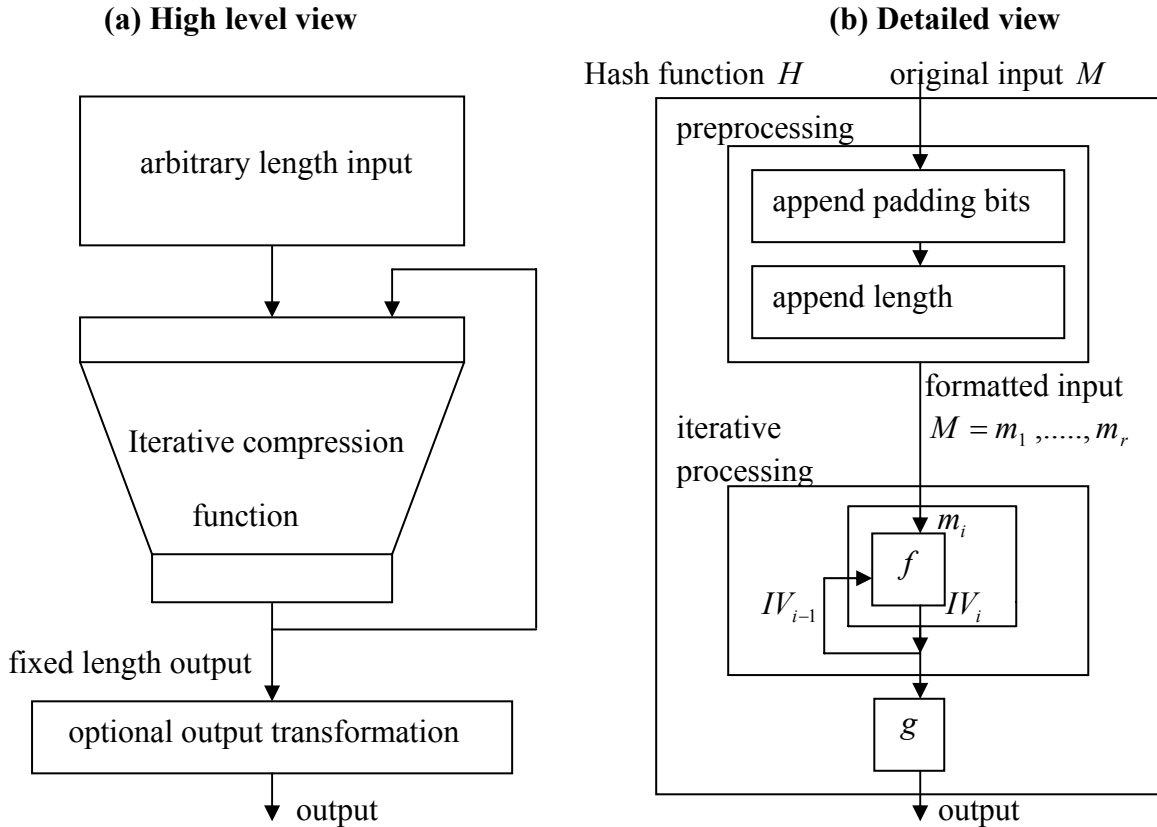 (a) High level view
arbitrary length input
Iterative compression
function
fixed length output
optional output transformation
output
(b) Detailed view
Hash function H
original input M
preprocessing
append padding bits
append length
formatted input
M = m₁ ,....., mᵣ
iterative
processing
mᵢ
f
IVᵢ₋₁
IVᵢ
g
output